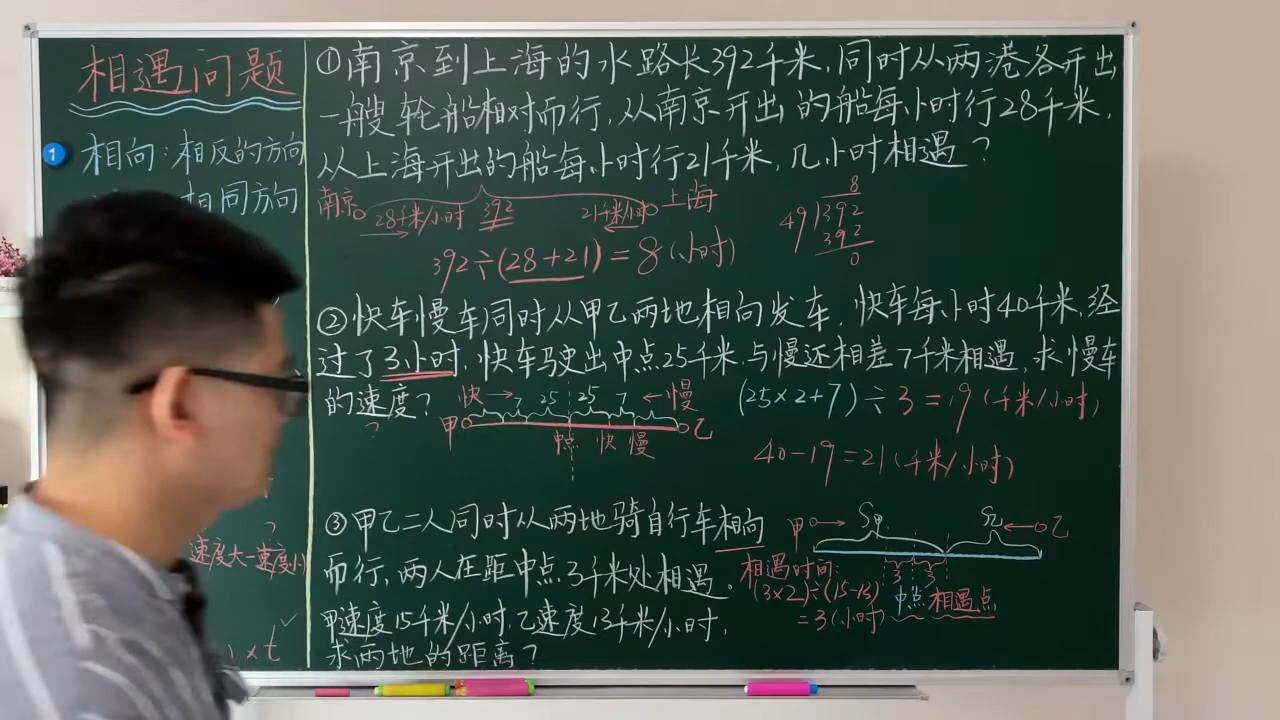 相遇问题
1 相向:相反的方向
相同方向
速度大-速度小
×t
①南京到上海的水路长392千米,同时从两港各开出
一艘轮船相对而行,从南京开出的船每小时行28千米,
从上海开出的船每小时行21千米,几小时相遇?
南京 28千米/小时 392 21千米/小时 上海
392÷(28+21)=8(小时)
8
49 392
392
0
②快车慢车同时从甲乙两地相向发车,快车每小时40千米,经
过了3小时,快车驶出中点25千米,与慢还相差7千米相遇,求慢车
的速度?
快 → 7 25 25 7 ← 慢
甲 中点 快 慢 乙
?
(25×2+7)÷3=19(千米/小时)
40-19=21(千米/小时)
③甲乙二人同时从两地骑自行车相向
而行,两人在距中点3千米处相遇。
甲速度15千米/小时,乙速度13千米/小时,
求两地的距离?
甲 → S甲 S乙 ← 乙
3 3
中点 相遇点
相遇时间:
(3×2)÷(15-13)
=3(小时)